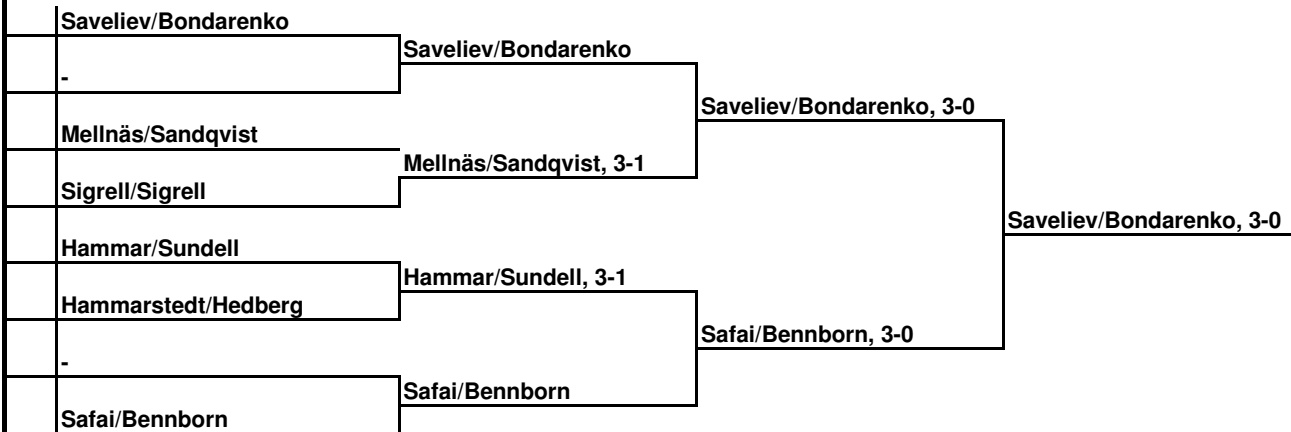 Saveliev/Bondarenko
Saveliev/Bondarenko
-
Saveliev/Bondarenko, 3-0
Mellnäs/Sandqvist
Mellnäs/Sandqvist, 3-1
Sigrell/Sigrell
Saveliev/Bondarenko, 3-0
Hammar/Sundell
Hammar/Sundell, 3-1
Hammarstedt/Hedberg
Safai/Bennborn, 3-0
-
Safai/Bennborn
Safai/Bennborn